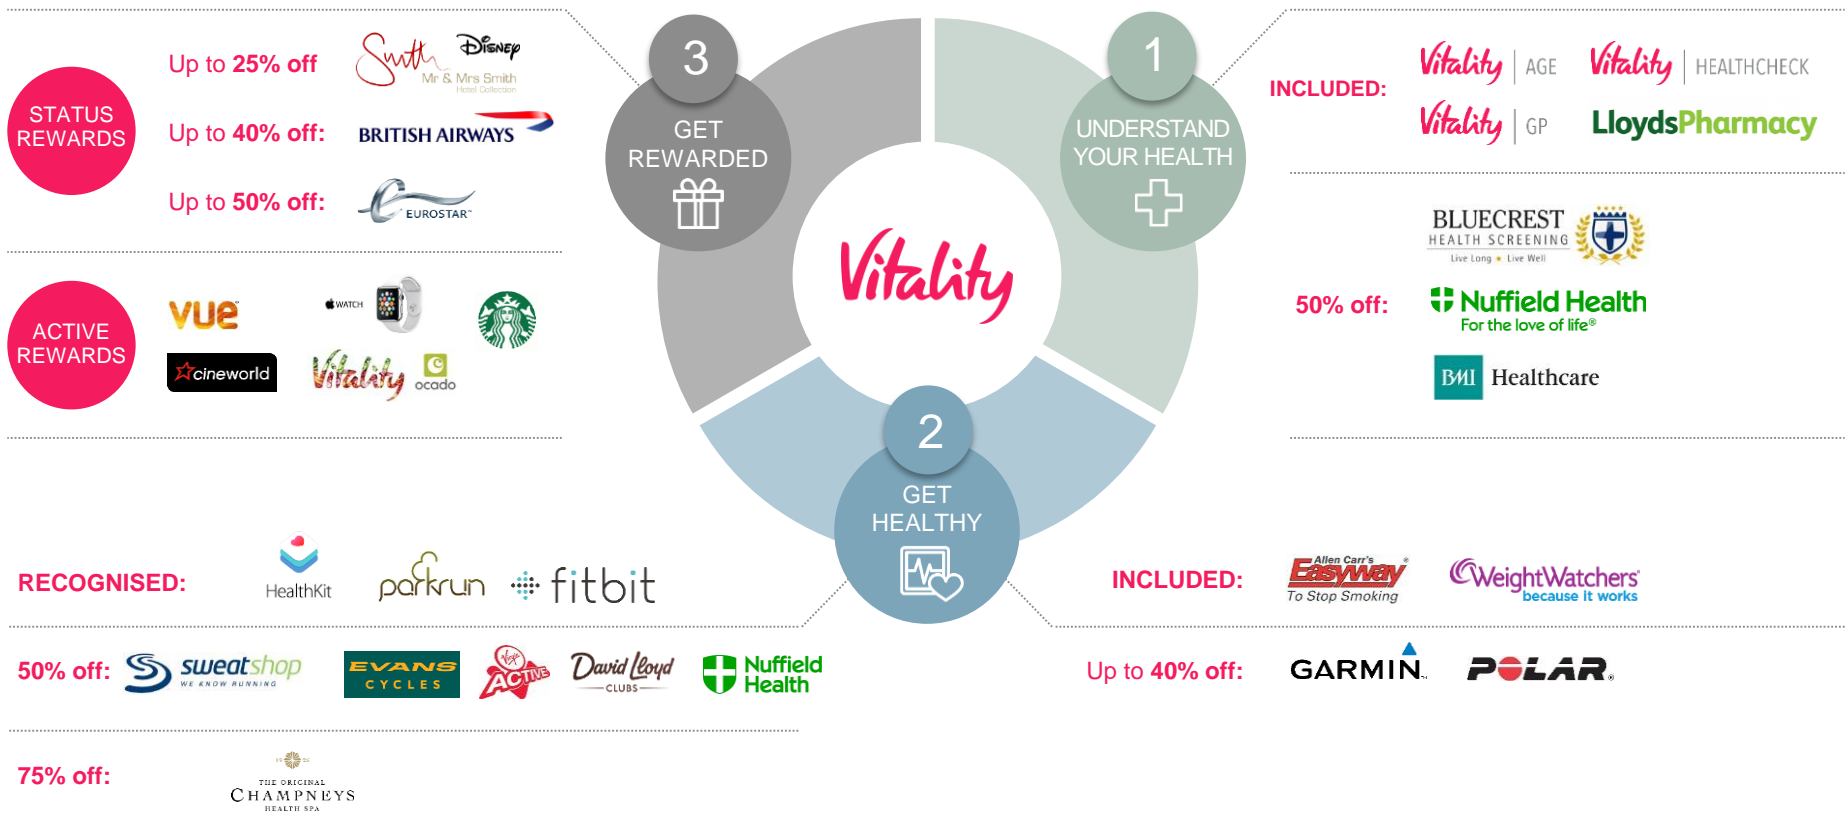 STATUS
REWARDS
Up to 25% off
Smith
Mr & Mrs Smith
Hotel Collection
Disney
Up to 40% off:
BRITISH AIRWAYS
Up to 50% off:
EUROSTAR™
ACTIVE
REWARDS
vue
WATCH
cineworld
Vitality
ocado
3
GET
REWARDED
1
UNDERSTAND
YOUR HEALTH
Vitality
2
GET
HEALTHY
INCLUDED:
Vitality | AGE
Vitality | HEALTHCHECK
Vitality | GP
LloydsPharmacy
50% off:
BLUECREST
HEALTH SCREENING
Live Long ★ Live Well
Nuffield Health
For the love of life®
BMI Healthcare
RECOGNISED:
HealthKit
parkrun
fitbit
50% off:
sweatshop
WE KNOW RUNNING
EVANS
CYCLES
Virgin
ACTIVE
David Lloyd
CLUBS
Nuffield
Health
75% off:
THE ORIGINAL
CHAMPNEYS
HEALTH SPA
INCLUDED:
Allen Carr's
Easyway®
To Stop Smoking
WeightWatchers®
because it works
Up to 40% off:
GARMIN™
POLAR®